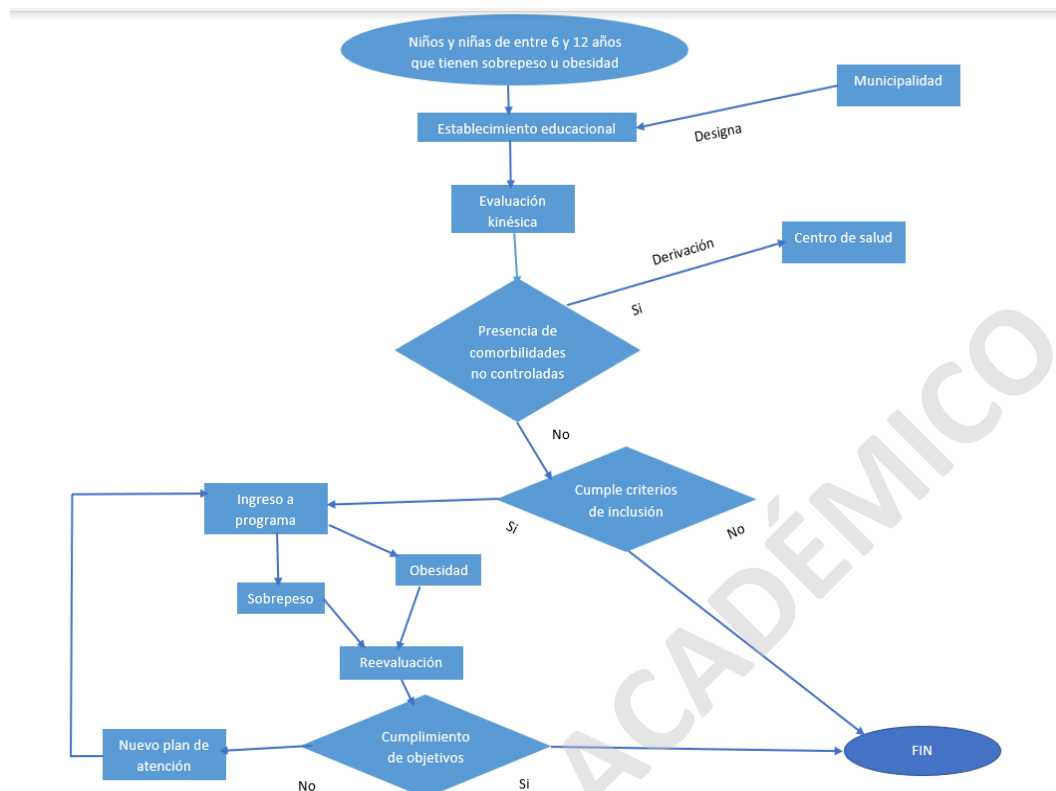 Niños y niñas de entre 6 y 12 años
que tienen sobrepeso u obesidad
Municipalidad
Establecimiento educacional
Designa
Evaluación
kinésica
Centro de salud
Derivación
Si
Presencia de
comorbilidades
no controladas
No
Cumple criterios
de inclusión
Ingreso a
programa
Si
No
Obesidad
Sobrepeso
Reevaluación
Cumplimiento
de objetivos
Nuevo plan de
atención
FIN
No
Si
ACADÉMICO